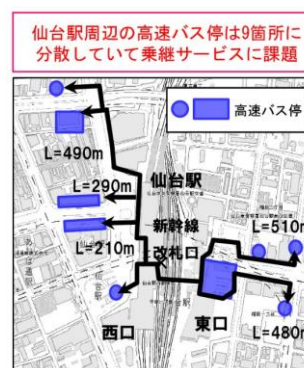 仙台駅周辺の高速バス停は9箇所に
分散していて乗継サービスに課題
高速バス停
L=490m
仙台駅
L=290m
新幹線
L=510m
L=210m
改札口
西口
東口
L=480m